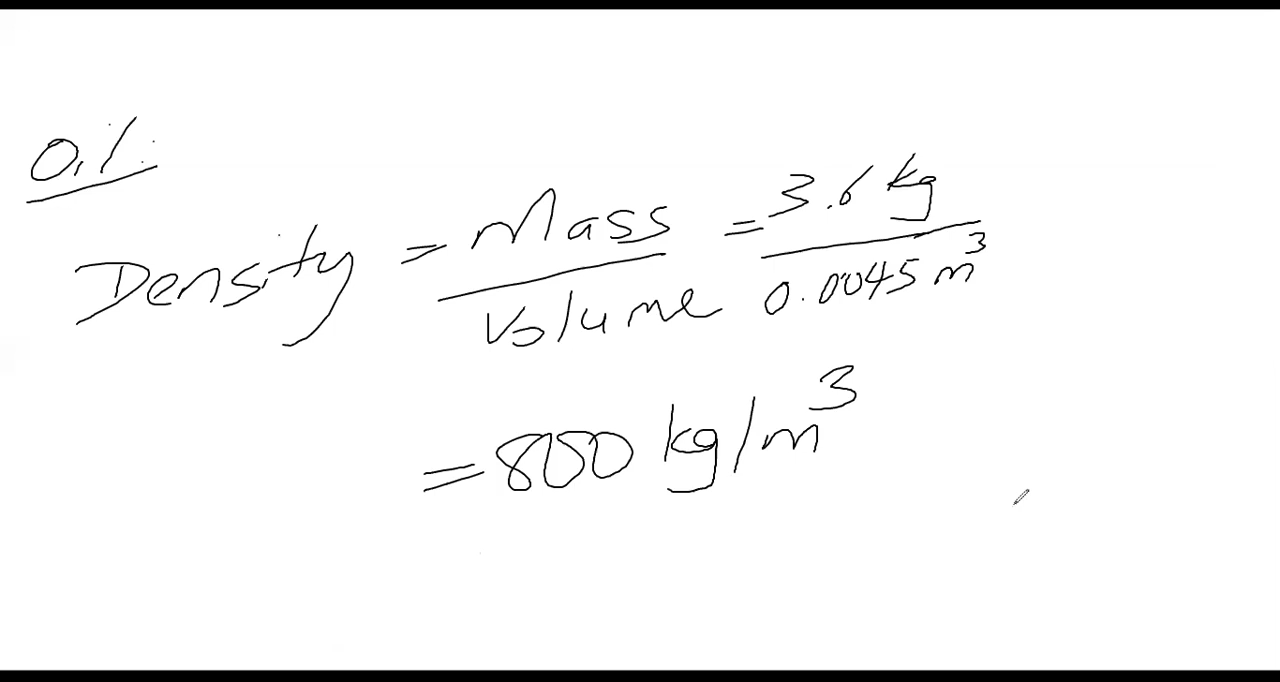 Oil:
Density = Mass / Volume = 3.6 kg / 0.0045 m³
= 800 kg/m³